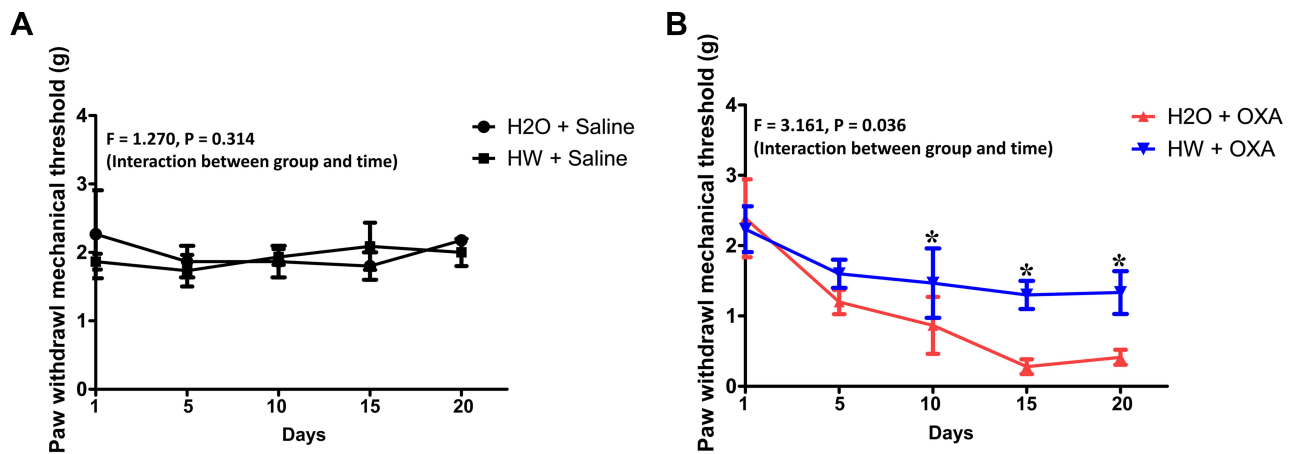 A
Paw withdrawl mechanical threshold (g)
4
3
2
1
0
F = 1.270, P = 0.314
(Interaction between group and time)
H2O + Saline
HW + Saline
1
5
10
15
20
Days
B
Paw withdrawl mechanical threshold (g)
4
3
2
1
0
F = 3.161, P = 0.036
(Interaction between group and time)
H2O + OXA
HW + OXA
*
*
*
1
5
10
15
20
Days